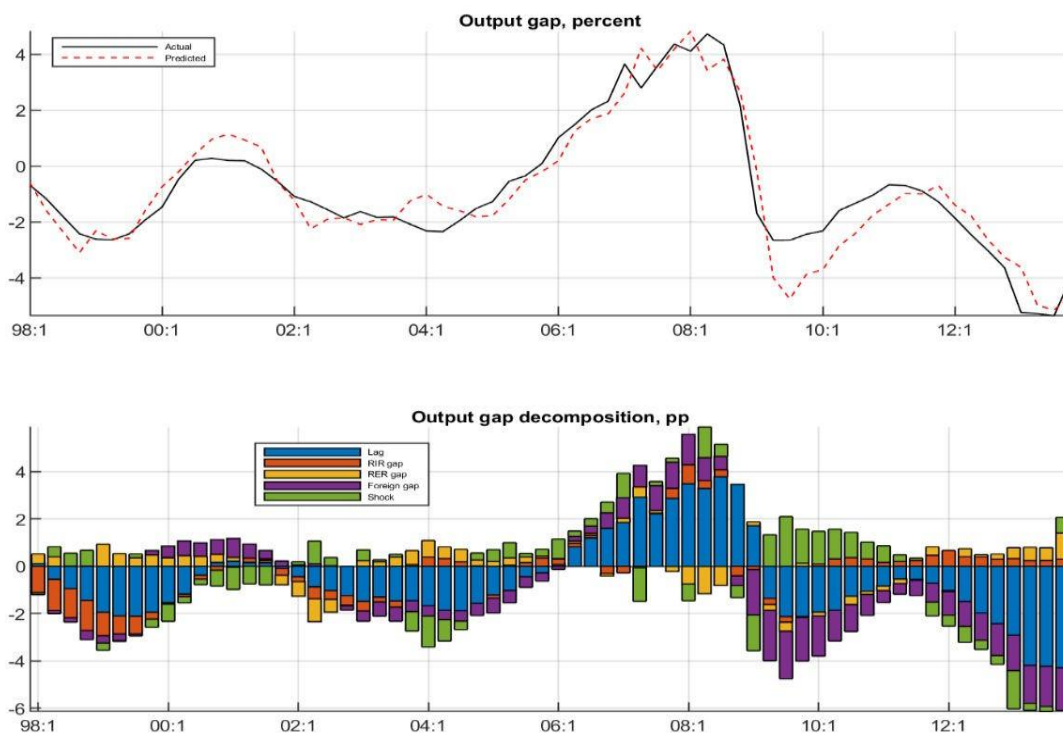 Output gap, percent
Actual
Predicted
4
2
0
-2
-4
98:1 00:1 02:1 04:1 06:1 08:1 10:1 12:1
Output gap decomposition, pp
Lag
RIR gap
RER gap
Foreign gap
Shock
4
2
0
-2
-4
-6
98:1 00:1 02:1 04:1 06:1 08:1 10:1 12:1